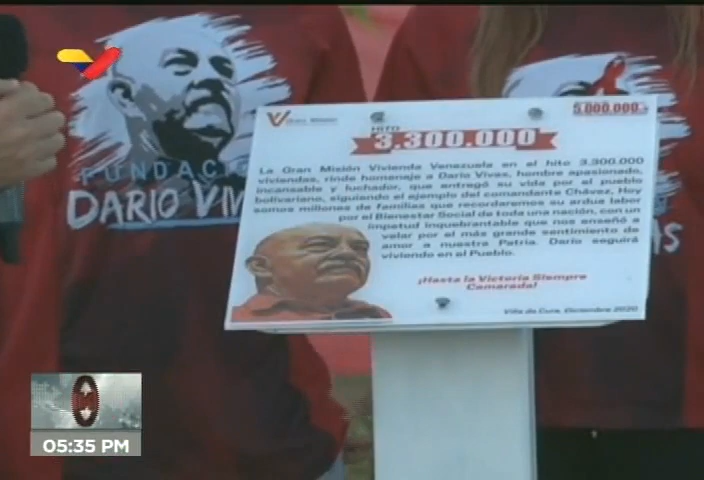 HITO
3.300.000
5.000.000
La Gran Misión Vivienda Venezuela en el hito 3.300.000
viviendas, rinde homenaje a Darío Vivas, hombre apasionado,
incansable y luchador, que entregó su vida por el pueblo
bolivariano, siguiendo el ejemplo del comandante Chávez. Hoy
somos millones de familias que recordaremos su ardua labor
por el Bienestar Social de toda una nación, con un
ímpetud inquebrantable que nos enseñó a
velar por el más grande sentimiento de
amor a nuestra Patria. Darío seguirá
viviendo en el Pueblo.
¡Hasta la Victoria Siempre
Camarada!
Villa de Cura, Diciembre 2020
FUNDACI
DARIO VIV
AS
05:35 PM